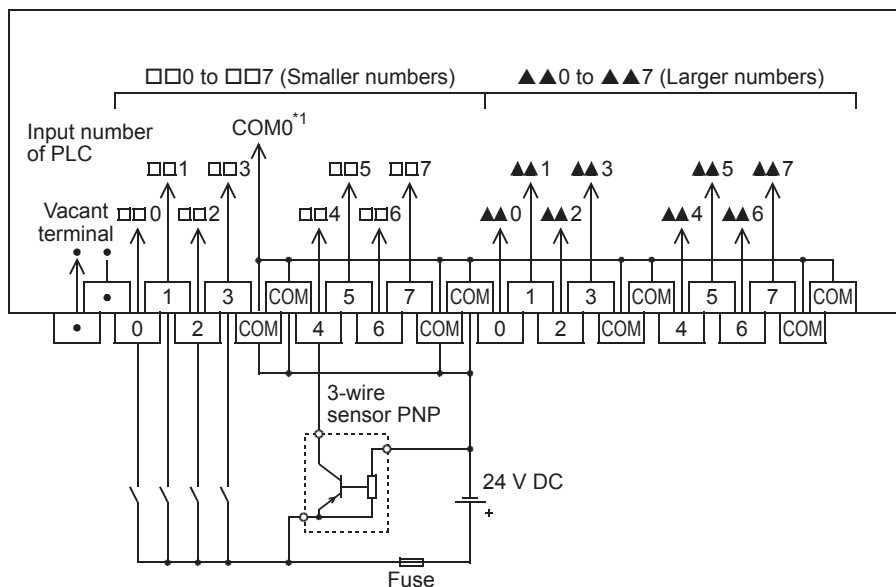 □□0 to □□7 (Smaller numbers) ▲▲0 to ▲▲7 (Larger numbers)
Input number
of PLC
COM0*1
□□1 □□3 □□5 □□7 ▲▲1 ▲▲3 ▲▲5 ▲▲7
Vacant
terminal
□□0 □□2 □□4 □□6 ▲▲0 ▲▲2 ▲▲4 ▲▲6
• 1 3 COM 5 7 COM 1 3 COM 5 7 COM
• 0 2 COM 4 6 COM 0 2 COM 4 6 COM
3-wire
sensor PNP
24 V DC
+
Fuse